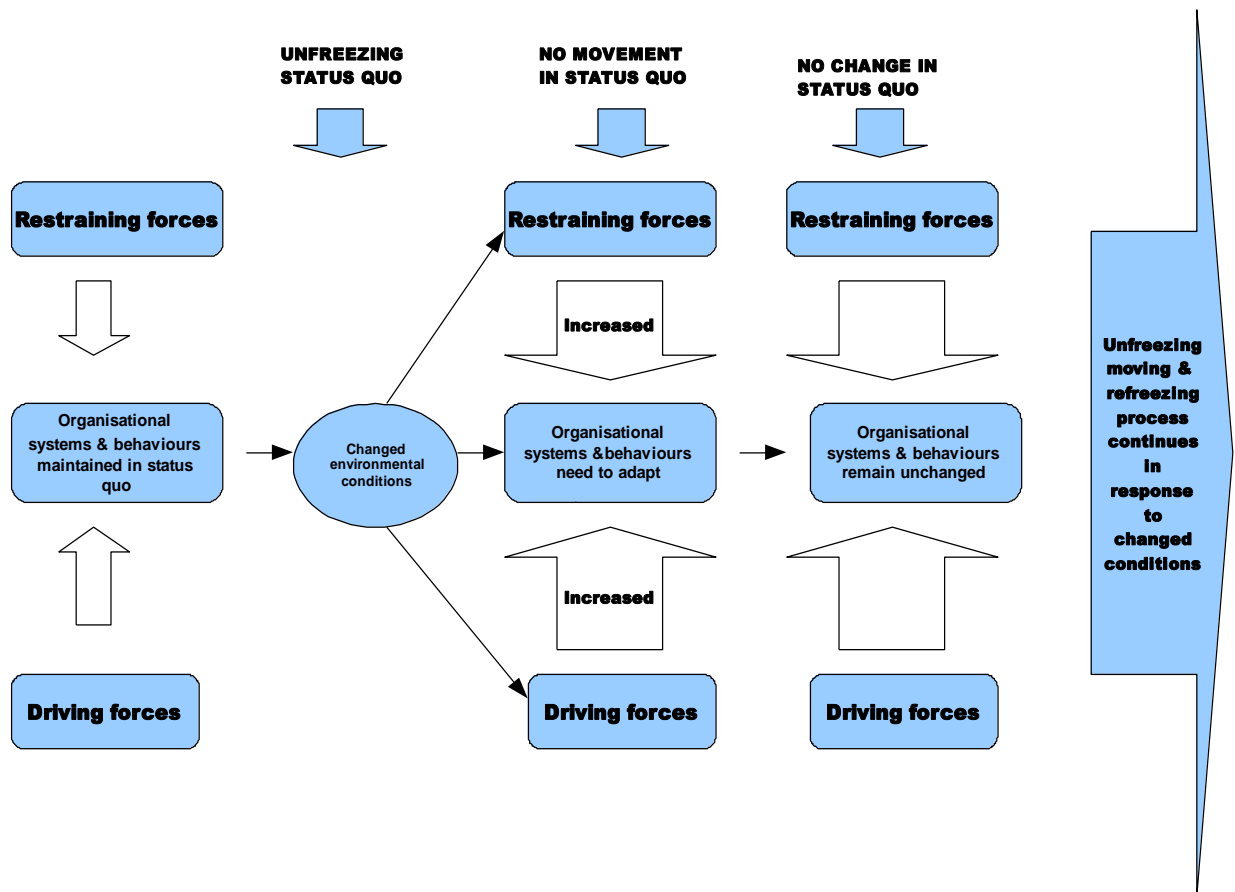 UNFREEZING
STATUS QUO
NO MOVEMENT
IN STATUS QUO
NO CHANGE IN
STATUS QUO
Restraining forces
Restraining forces
Restraining forces
Increased
Organisational
systems & behaviours
maintained in status
quo
Changed
environmental
conditions
Organisational
systems &behaviours
need to adapt
Organisational
systems & behaviours
remain unchanged
Increased
Driving forces
Driving forces
Driving forces
Unfreezing
moving &
refreezing
process
continues
in
response
to
changed
conditions